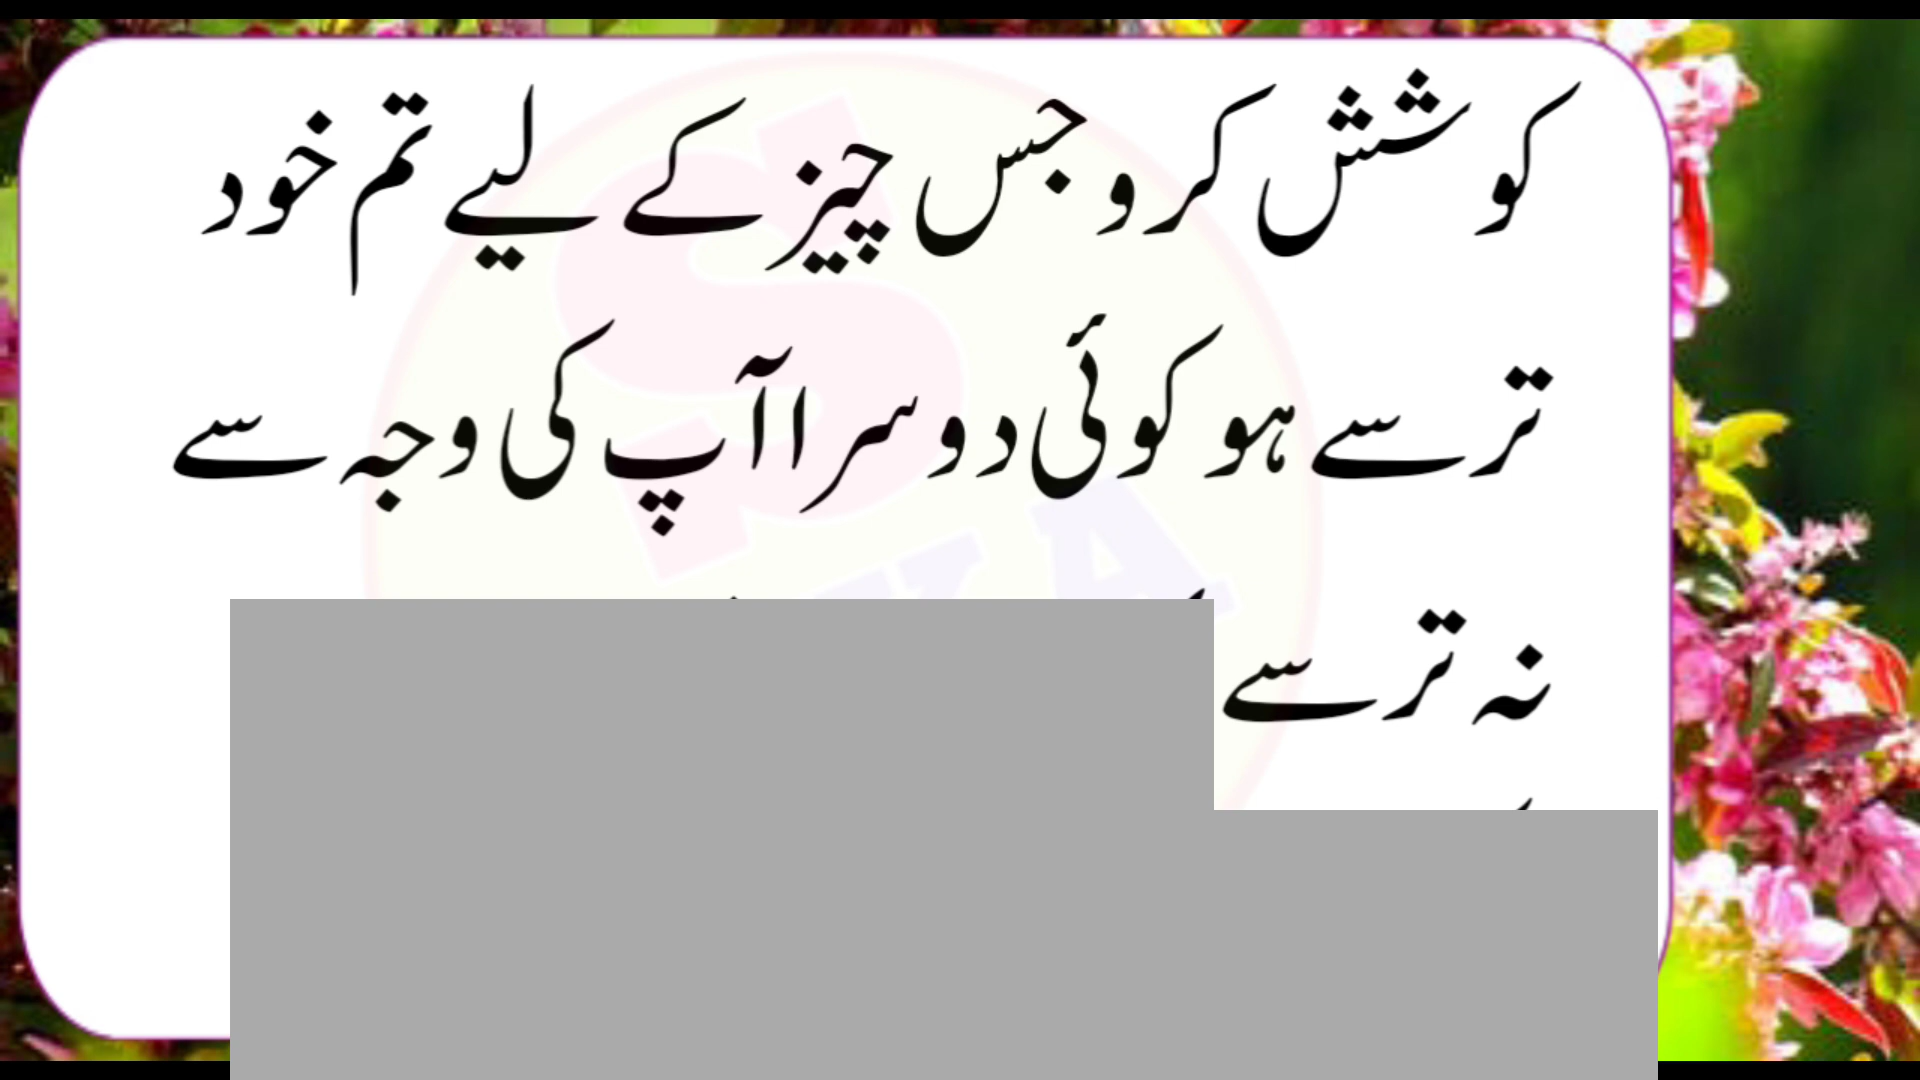 کوشش کرو جس چیز کے لیے تم خود
ترسے ہو کوئی دوسرا آپ کی وجہ سے
نہ ترسے